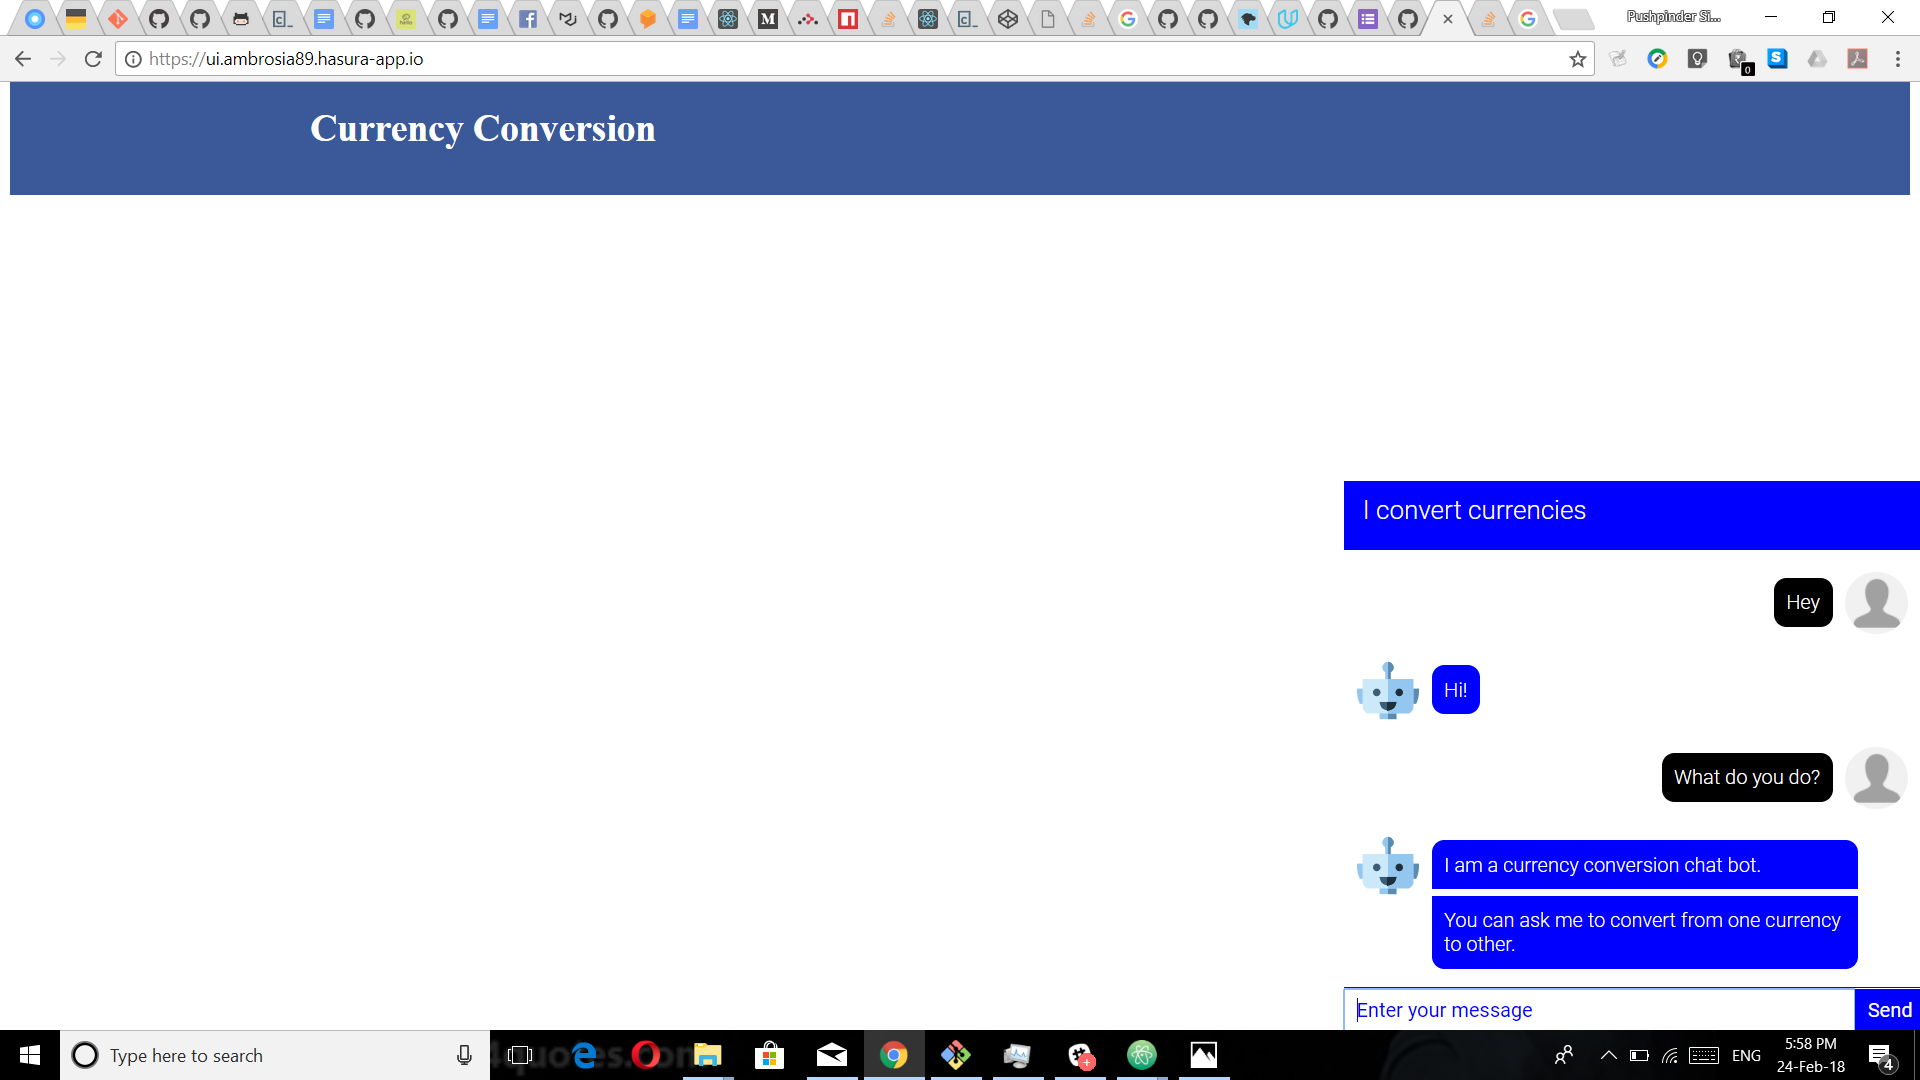 Pushpinder Si...
https://ui.ambrosia89.hasura-app.io
0
Currency Conversion
I convert currencies
Hey
Hi!
What do you do?
I am a currency conversion chat bot.
You can ask me to convert from one currency
to other.
Enter your message
Send
Type here to search
ENG
5:58 PM
24-Feb-18
4